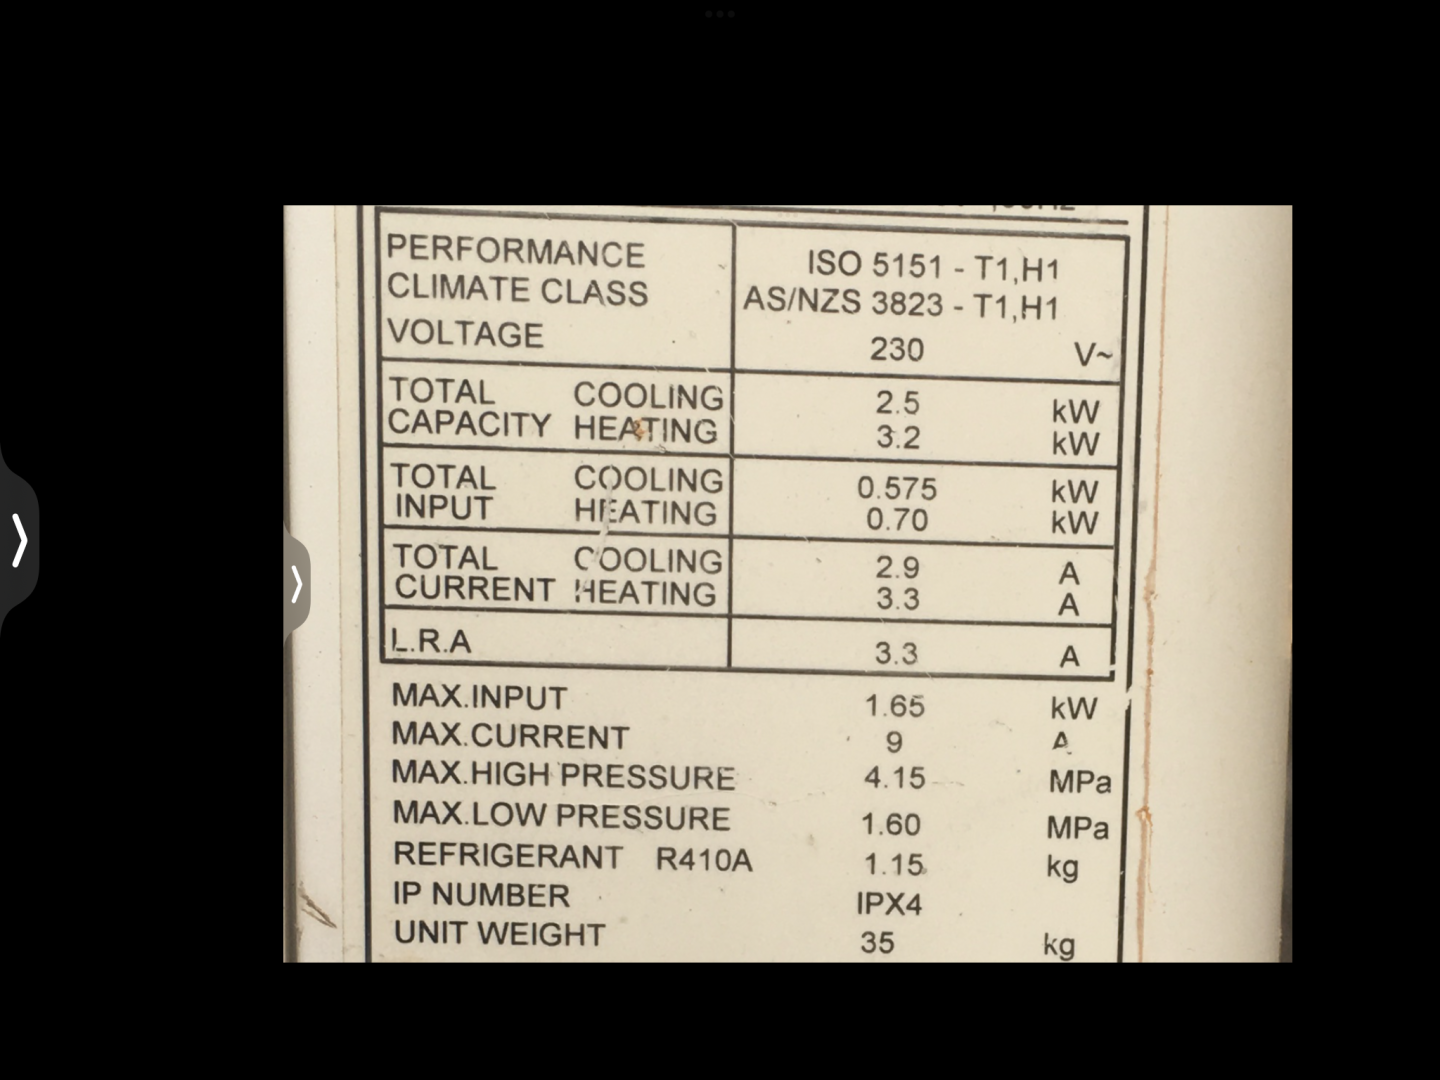 PERFORMANCE
CLIMATE CLASS
ISO 5151 - T1,H1
AS/NZS 3823 - T1,H1
VOLTAGE 230 V~
TOTAL CAPACITY COOLING 2.5 kW
HEATING 3.2 kW
TOTAL INPUT COOLING 0.575 kW
HEATING 0.70 kW
TOTAL CURRENT COOLING 2.9 A
HEATING 3.3 A
L.R.A 3.3 A
MAX.INPUT 1.65 kW
MAX.CURRENT 9 A
MAX.HIGH PRESSURE 4.15 MPa
MAX.LOW PRESSURE 1.60 MPa
REFRIGERANT R410A 1.15 kg
IP NUMBER IPX4
UNIT WEIGHT 35 kg